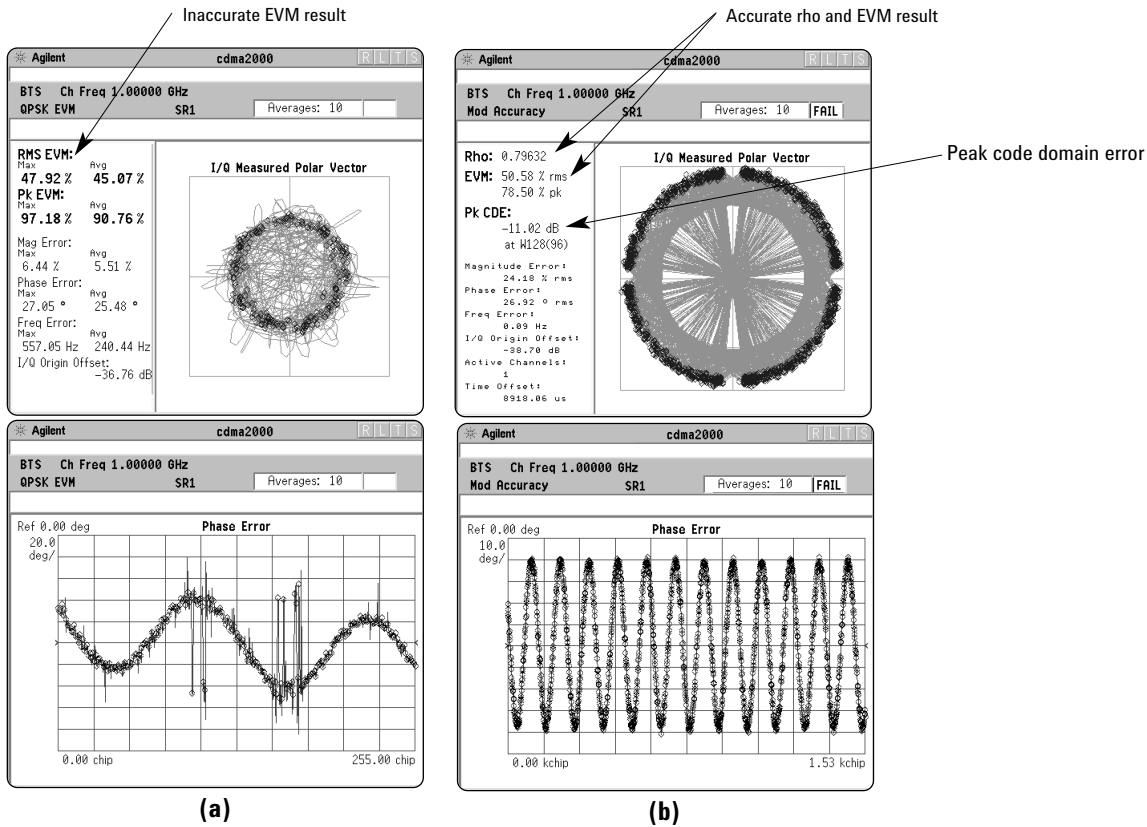 Inaccurate EVM result
Accurate rho and EVM result
Peak code domain error
Agilent cdma2000 R L T S
BTS Ch Freq 1.00000 GHz
QPSK EVM SR1 Averages: 10
RMS EVM:
Max Avg
47.92 % 45.07 %
Pk EVM:
Max Avg
97.18 % 90.76 %
Mag Error:
Max Avg
6.44 % 5.51 %
Phase Error:
Max Avg
27.05 ° 25.48 °
Freq Error:
Max Avg
557.05 Hz 240.44 Hz
I/Q Origin Offset:
-36.76 dB
I/Q Measured Polar Vector
Agilent cdma2000 R L T S
BTS Ch Freq 1.00000 GHz
Mod Accuracy SR1 Averages: 10 FAIL
Rho: 0.79632
EVM: 50.58 % rms
78.50 % pk
Pk CDE:
-11.02 dB
at W128(96)
Magnitude Error:
24.18 % rms
Phase Error:
26.92 ° rms
Freq Error:
0.09 Hz
I/Q Origin Offset:
-38.70 dB
Active Channels:
1
Time Offset:
8918.06 us
I/Q Measured Polar Vector
Agilent cdma2000 R L T S
BTS Ch Freq 1.00000 GHz
QPSK EVM SR1 Averages: 10
Ref 0.00 deg Phase Error
20.0
deg/
0.00 chip 255.00 chip
(a)
Agilent cdma2000 R L T S
BTS Ch Freq 1.00000 GHz
Mod Accuracy SR1 Averages: 10 FAIL
Ref 0.00 deg Phase Error
10.0
deg/
0.00 kchip 1.53 kchip
(b)